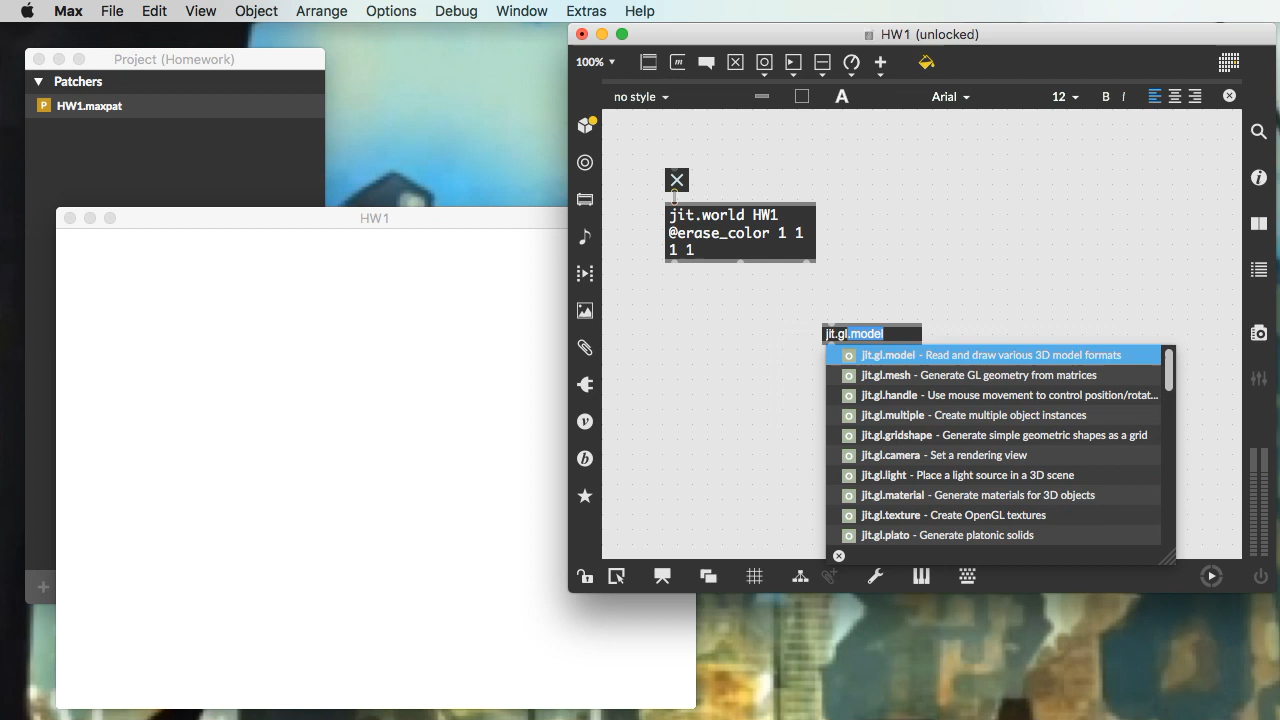 Max File Edit View Object Arrange Options Debug Window Extras Help
Project (Homework)
Patchers
P HW1.maxpat
HW1
HW1 (unlocked)
100%
m
no style
A
Arial
12
B I
jit.world HW1
@erase_color 1 1
1 1
jit.gl.model
jit.gl.model - Read and draw various 3D model formats
jit.gl.mesh - Generate GL geometry from matrices
jit.gl.handle - Use mouse movement to control position/rotat...
jit.gl.multiple - Create multiple object instances
jit.gl.gridshape - Generate simple geometric shapes as a grid
jit.gl.camera - Set a rendering view
jit.gl.light - Place a light source in a 3D scene
jit.gl.material - Generate materials for 3D objects
jit.gl.texture - Create OpenGL textures
jit.gl.plato - Generate platonic solids
v
b